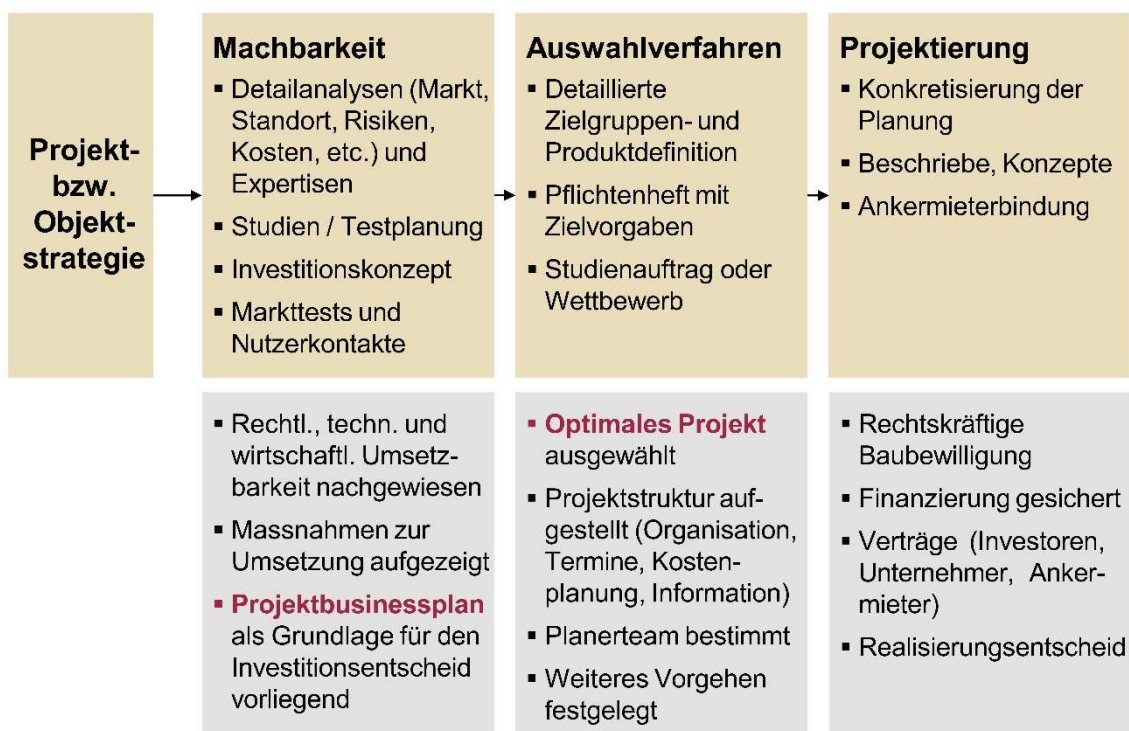 Projekt-
bzw.
Objekt-
strategie
Machbarkeit
▪ Detailanalysen (Markt,
Standort, Risiken,
Kosten, etc.) und
Expertisen
▪ Studien / Testplanung
▪ Investitionskonzept
▪ Markttests und
Nutzerkontakte
▪ Rechtl., techn. und
wirtschaftl. Umsetz-
barkeit nachgewiesen
▪ Massnahmen zur
Umsetzung aufgezeigt
▪ Projektbusinessplan
als Grundlage für den
Investitionsentscheid
vorliegend
Auswahlverfahren
▪ Detaillierte
Zielgruppen- und
Produktdefinition
▪ Pflichtenheft mit
Zielvorgaben
▪ Studienauftrag oder
Wettbewerb
▪ Optimales Projekt
ausgewählt
▪ Projektstruktur auf-
gestellt (Organisation,
Termine, Kosten-
planung, Information)
▪ Planerteam bestimmt
▪ Weiteres Vorgehen
festgelegt
Projektierung
▪ Konkretisierung der
Planung
▪ Beschriebe, Konzepte
▪ Ankermieterbindung
▪ Rechtskräftige
Baubewilligung
▪ Finanzierung gesichert
▪ Verträge (Investoren,
Unternehmer, Anker-
mieter)
▪ Realisierungsentscheid